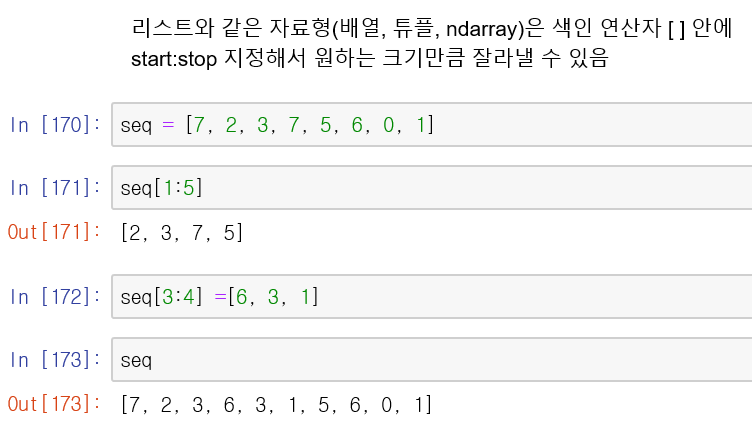 리스트와 같은 자료형(배열, 튜플, ndarray)은 색인 연산자 [ ] 안에
start:stop 지정해서 원하는 크기만큼 잘라낼 수 있음
In [170]: seq = [7, 2, 3, 7, 5, 6, 0, 1]
In [171]: seq[1:5]
Out[171]: [2, 3, 7, 5]
In [172]: seq[3:4] =[6, 3, 1]
In [173]: seq
Out[173]: [7, 2, 3, 6, 3, 1, 5, 6, 0, 1]